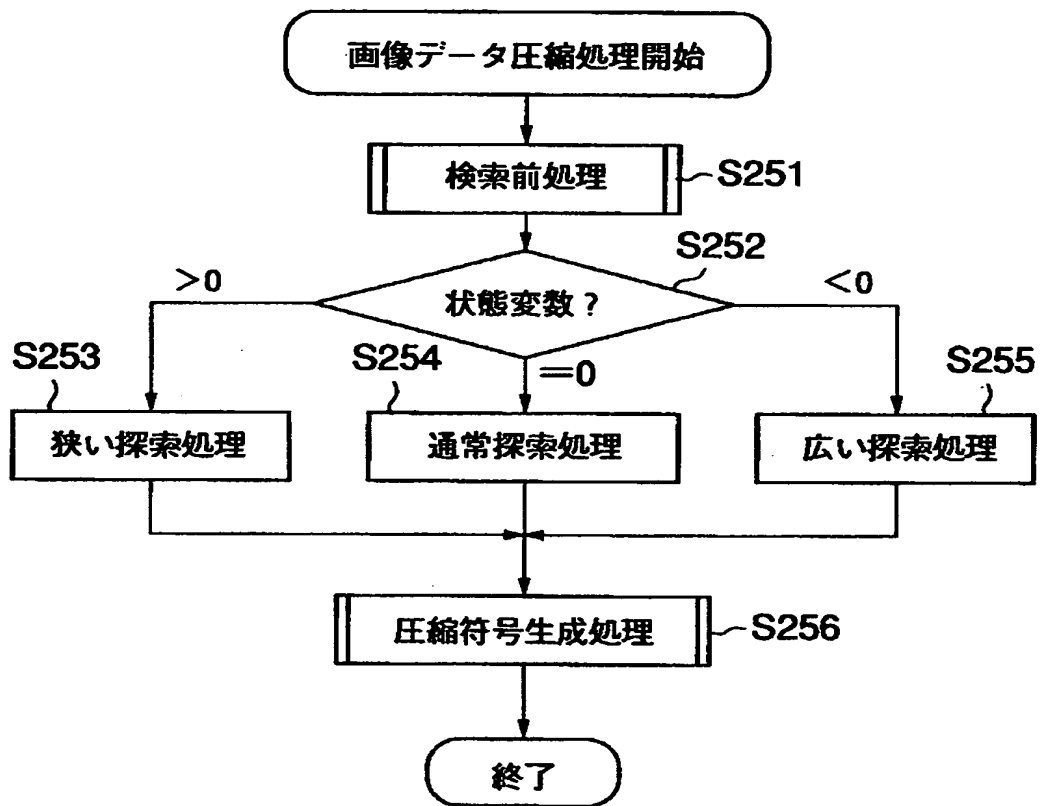 画像データ圧縮処理開始
検索前処理
S251
S252
>0
状態変数?
<0
S253
S254
==0
S255
狭い探索処理
通常探索処理
広い探索処理
圧縮符号生成処理
S256
終了